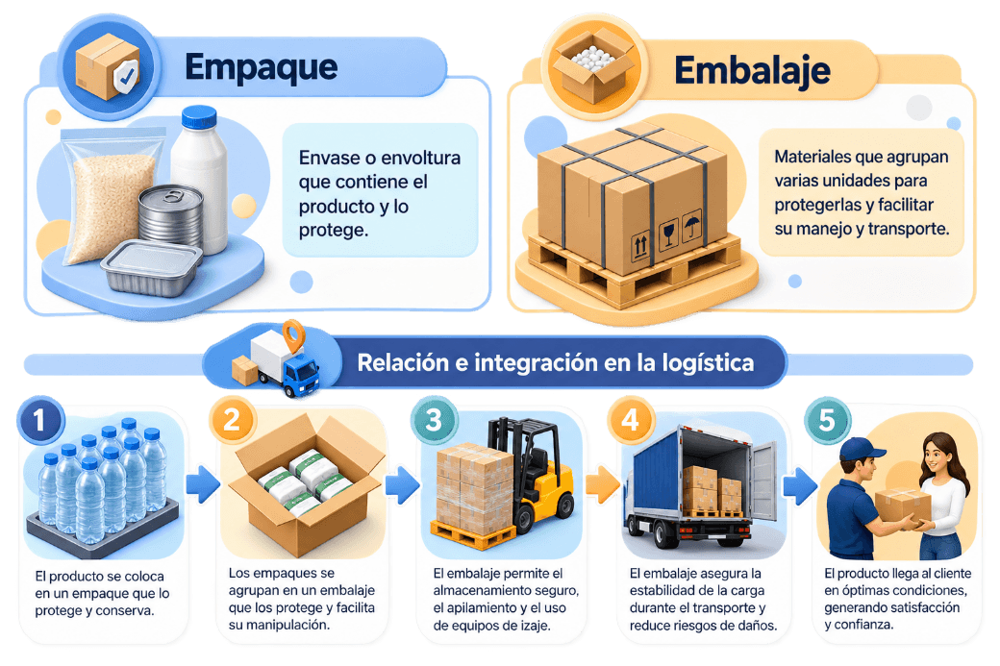 Empaque
Envase o envoltura
que contiene el
producto y lo
protege.
Embalaje
Materiales que agrupan
varias unidades para
protegerlas y facilitar
su manejo y transporte.
Relación e integración en la logística
1
El producto se coloca
en un empaque que lo
protege y conserva.
2
Los empaques se
agrupan en un embalaje
que los protege y facilita
su manipulación.
3
El embalaje permite el
almacenamiento seguro,
el apilamiento y el uso
de equipos de izaje.
4
El embalaje asegura la
estabilidad de la carga
durante el transporte y
reduce riesgos de daños.
5
El producto llega al cliente
en óptimas condiciones,
generando satisfacción
y confianza.